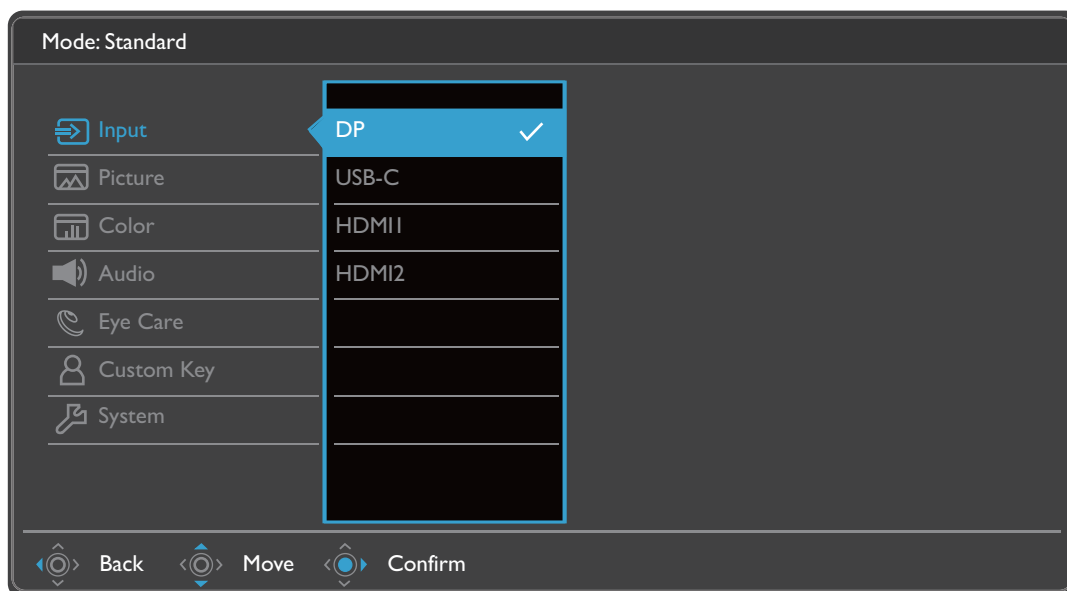 Mode: Standard
Input
DP
Picture
USB-C
Color
HDMI1
Audio
HDMI2
Eye Care
Custom Key
System
Back
Move
Confirm